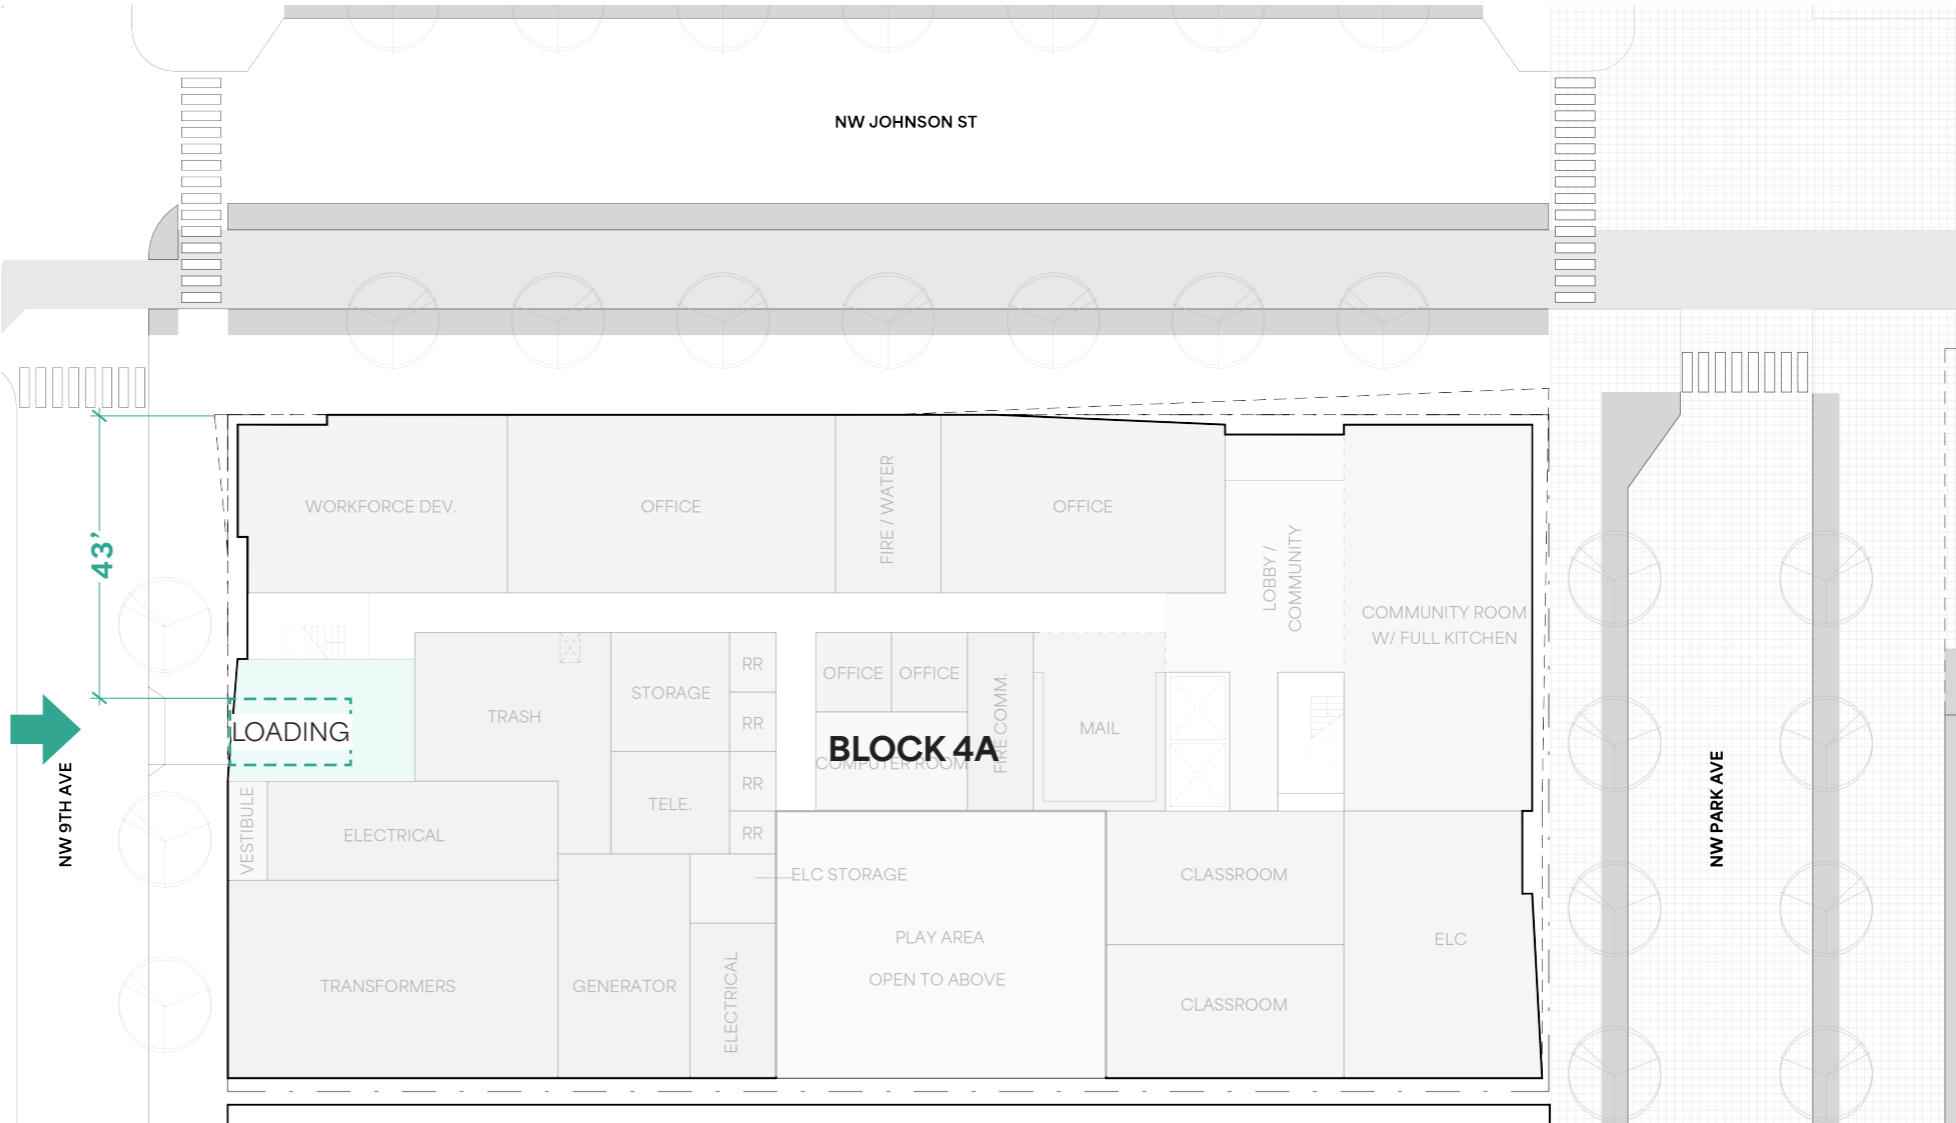 NW JOHNSON ST
43’
WORKFORCE DEV.
OFFICE
FIRE / WATER
OFFICE
LOBBY /
COMMUNITY
COMMUNITY ROOM
W/ FULL KITCHEN
LOADING
TRASH
STORAGE
RR
RR
RR
RR
TELE.
OFFICE
OFFICE
FIRE COMM.
MAIL
BLOCK 4A
COMPUTER ROOM
NW 9TH AVE
VESTIBULE
ELECTRICAL
ELC STORAGE
CLASSROOM
NW PARK AVE
PLAY AREA
OPEN TO ABOVE
ELC
TRANSFORMERS
GENERATOR
ELECTRICAL
CLASSROOM